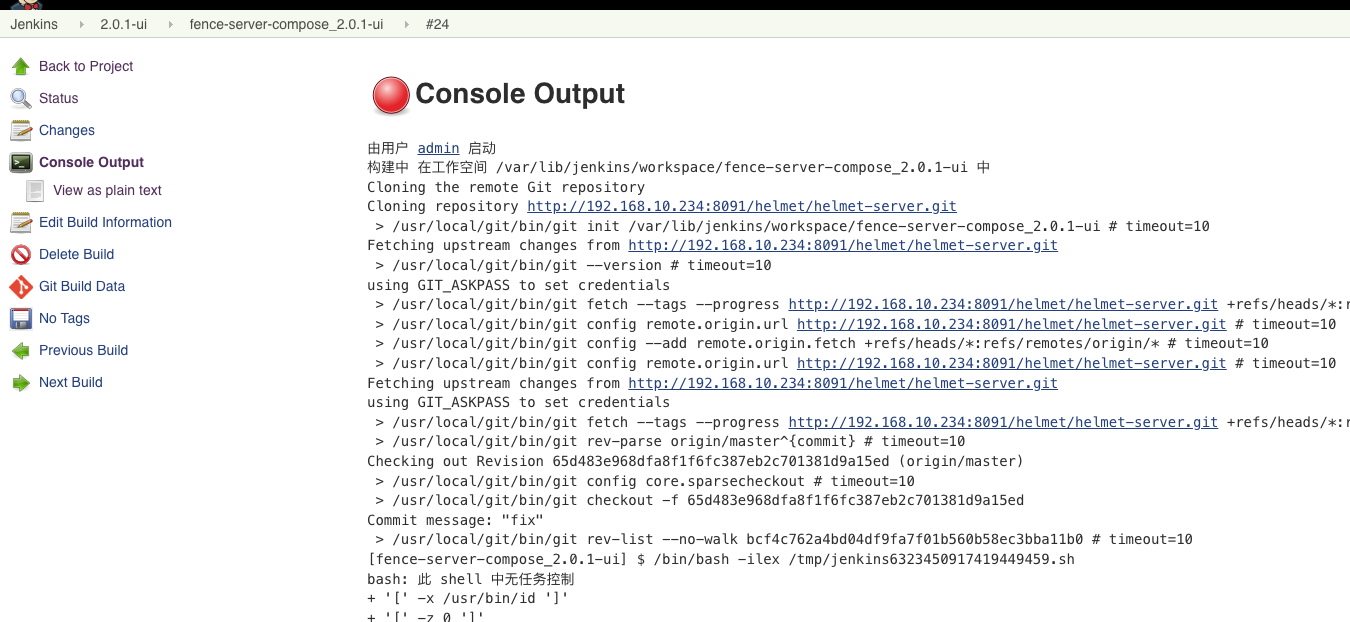 Jenkins 2.0.1-ui fence-server-compose_2.0.1-ui #24
Back to Project
Status
Changes
Console Output
View as plain text
Edit Build Information
Delete Build
Git Build Data
No Tags
Previous Build
Next Build
Console Output
由用户 admin 启动
构建中 在工作空间 /var/lib/jenkins/workspace/fence-server-compose_2.0.1-ui 中
Cloning the remote Git repository
Cloning repository http://192.168.10.234:8091/helmet/helmet-server.git
> /usr/local/git/bin/git init /var/lib/jenkins/workspace/fence-server-compose_2.0.1-ui # timeout=10
Fetching upstream changes from http://192.168.10.234:8091/helmet/helmet-server.git
> /usr/local/git/bin/git --version # timeout=10
using GIT_ASKPASS to set credentials
> /usr/local/git/bin/git fetch --tags --progress http://192.168.10.234:8091/helmet/helmet-server.git +refs/heads/*:r
> /usr/local/git/bin/git config remote.origin.url http://192.168.10.234:8091/helmet/helmet-server.git # timeout=10
> /usr/local/git/bin/git config --add remote.origin.fetch +refs/heads/*:refs/remotes/origin/* # timeout=10
> /usr/local/git/bin/git config remote.origin.url http://192.168.10.234:8091/helmet/helmet-server.git # timeout=10
Fetching upstream changes from http://192.168.10.234:8091/helmet/helmet-server.git
using GIT_ASKPASS to set credentials
> /usr/local/git/bin/git fetch --tags --progress http://192.168.10.234:8091/helmet/helmet-server.git +refs/heads/*:r
> /usr/local/git/bin/git rev-parse origin/master^{commit} # timeout=10
Checking out Revision 65d483e968dfa8f1f6fc387eb2c701381d9a15ed (origin/master)
> /usr/local/git/bin/git config core.sparsecheckout # timeout=10
> /usr/local/git/bin/git checkout -f 65d483e968dfa8f1f6fc387eb2c701381d9a15ed
Commit message: "fix"
> /usr/local/git/bin/git rev-list --no-walk bcf4c762a4bd04df9fa7f01b560b58ec3bba11b0 # timeout=10
[fence-server-compose_2.0.1-ui] $ /bin/bash -ilex /tmp/jenkins6323450917419449459.sh
bash: 此 shell 中无任务控制
+ '[' -x /usr/bin/id ']'
+ '[' -z 0 ']'